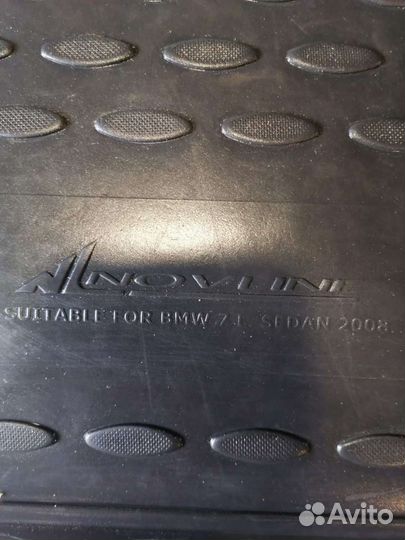 NOVLINE
SUITABLE FOR BMW 7 L SEDAN 2008
Avito